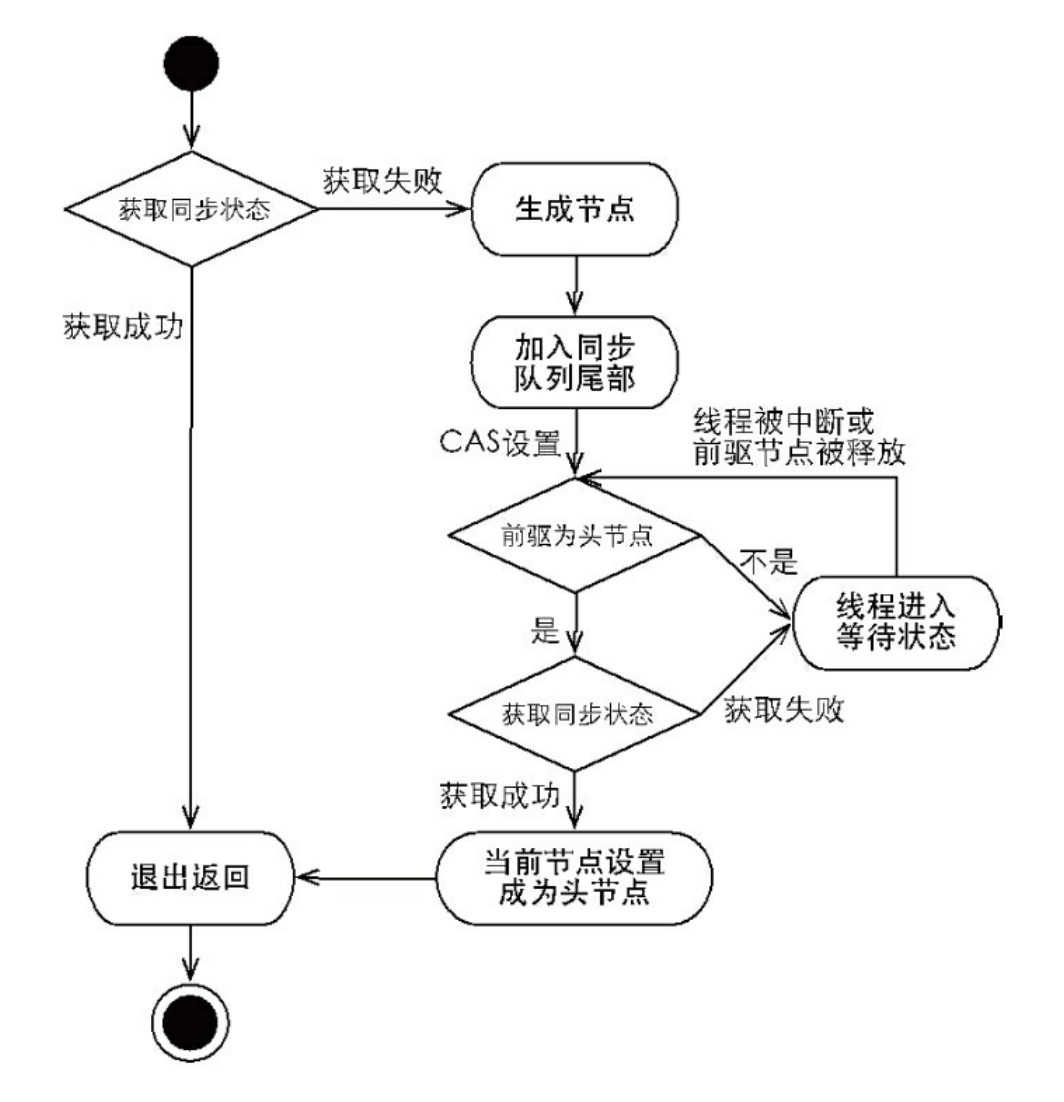 获取同步状态
获取失败
生成节点
获取成功
加入同步
队列尾部
CAS设置
线程被中断或
前驱节点被释放
前驱为头节点
不是
线程进入
等待状态
是
获取同步状态
获取失败
获取成功
退出返回
当前节点设置
成为头节点